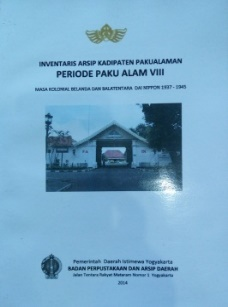 INVENTARIS ARSIP KADIPATEN PAKUALAMAN
PERIODE PAKU ALAM VIII
MASA KOLONIAL BELANDA DAN BALATENTARA DAI NIPPON 1937 - 1945
Pemerintah Daerah Istimewa Yogyakarta
BADAN PERPUSTAKAAN DAN ARSIP DAERAH
Jalan Tentara Rakyat Mataram Nomor 4 Yogyakarta
2014